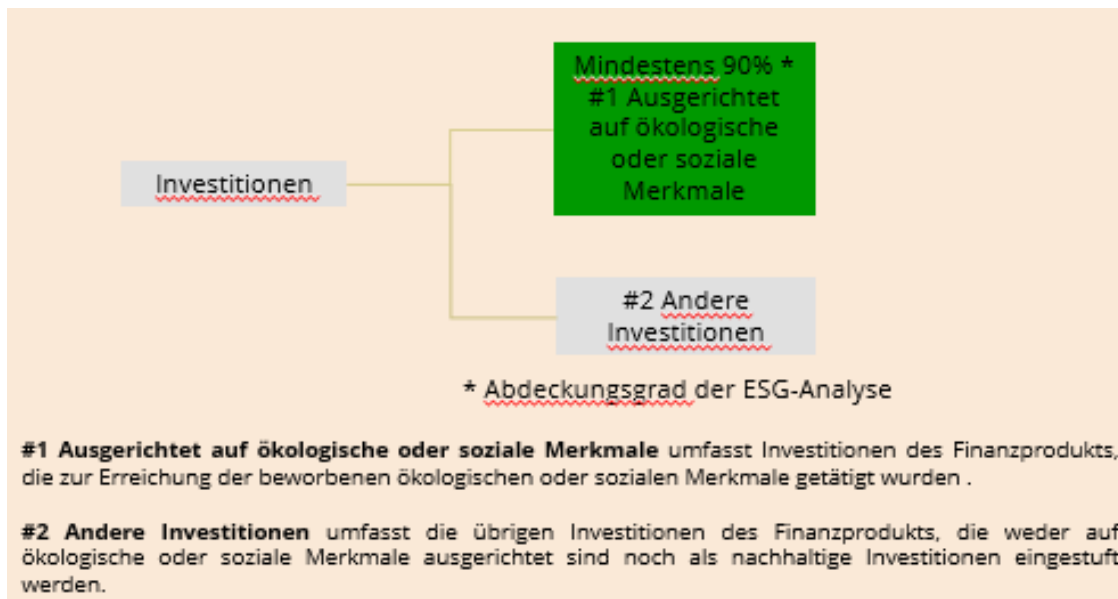 Mindestens 90% *
#1 Ausgerichtet
auf ökologische
oder soziale
Merkmale
Investitionen
#2 Andere
Investitionen
* Abdeckungsgrad der ESG-Analyse
#1 Ausgerichtet auf ökologische oder soziale Merkmale umfasst Investitionen des Finanzprodukts,
die zur Erreichung der beworbenen ökologischen oder sozialen Merkmale getätigt wurden .
#2 Andere Investitionen umfasst die übrigen Investitionen des Finanzprodukts, die weder auf
ökologische oder soziale Merkmale ausgerichtet sind noch als nachhaltige Investitionen eingestuft
werden.